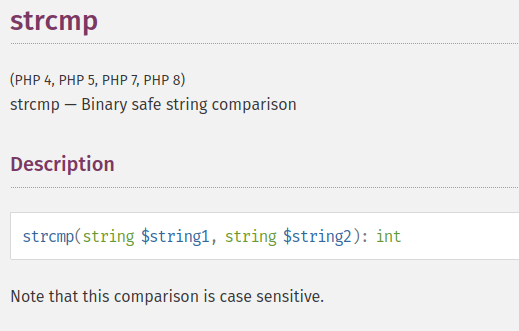 strcmp
(PHP 4, PHP 5, PHP 7, PHP 8)
strcmp — Binary safe string comparison
Description
strcmp(string $string1, string $string2): int
Note that this comparison is case sensitive.